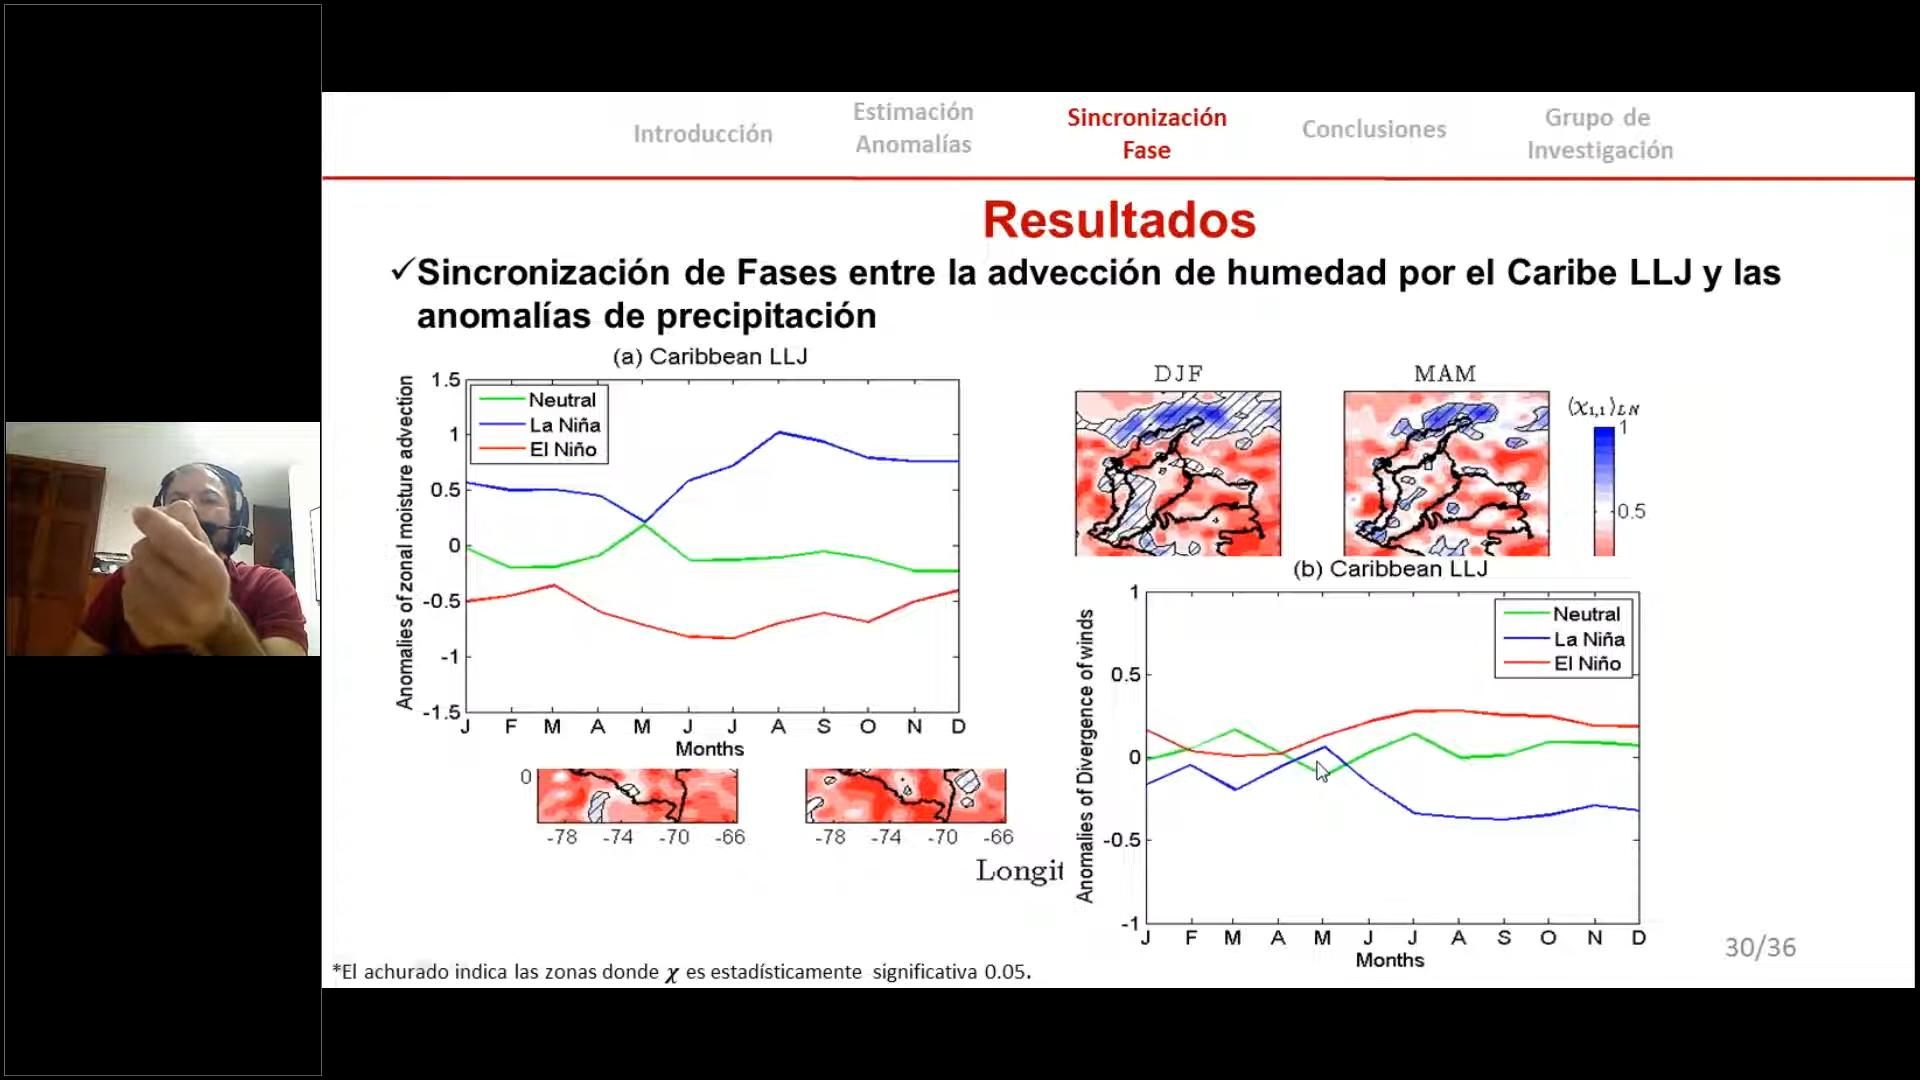 Introducción
Estimación
Anomalías
Sincronización
Fase
Conclusiones
Grupo de
Investigación
Resultados
✓Sincronización de Fases entre la advección de humedad por el Caribe LLJ y las
anomalías de precipitación
(a) Caribbean LLJ
Anomalies of zonal moisture advection
1.5
1
0.5
0
-0.5
-1
-1.5
Neutral
La Niña
El Niño
J F M A M J J A S O N D
Months
DJF
MAM
⟨χ1,1⟩LN
1
0.5
(b) Caribbean LLJ
Anomalies of Divergence of winds
1
0.5
0
-0.5
-1
Neutral
La Niña
El Niño
J F M A M J J A S O N D
Months
0
-78 -74 -70 -66
-78 -74 -70 -66
Longit
30/36
*El achurado indica las zonas donde χ es estadísticamente significativa 0.05.